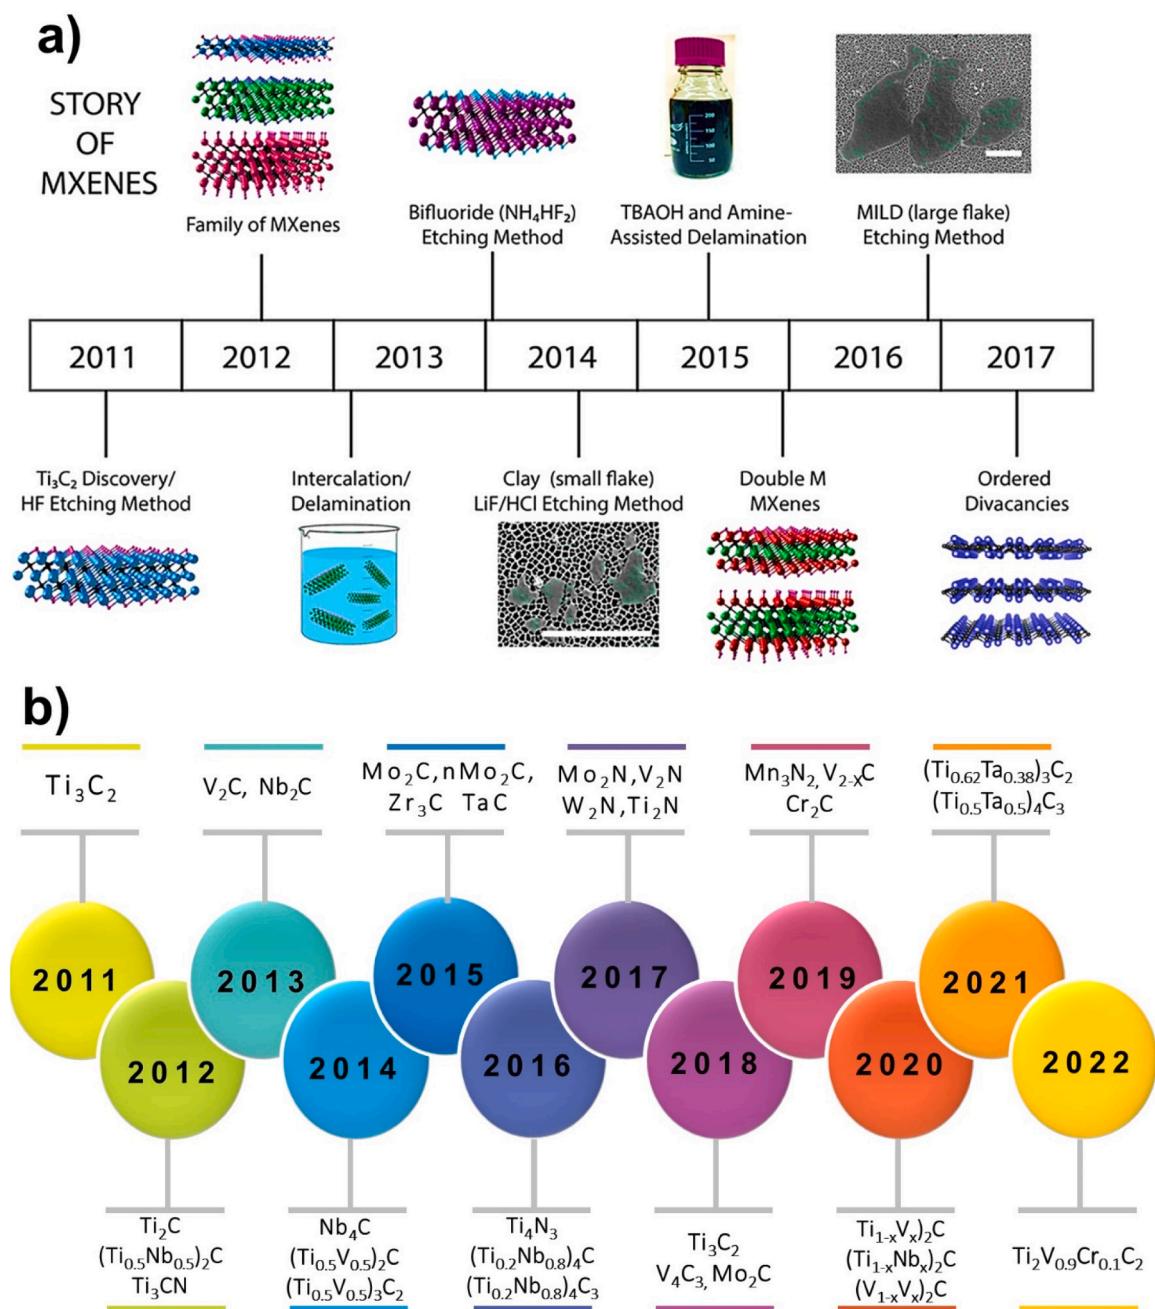 a)
STORY
OF
MXENES
Family of MXenes
Bifluoride (NH₄HF₂)
Etching Method
TBAOH and Amine-
Assisted Delamination
MILD (large flake)
Etching Method
200
150
100
50
2011 2012 2013 2014 2015 2016 2017
Ti₃C₂ Discovery/
HF Etching Method
Intercalation/
Delamination
Clay (small flake)
LiF/HCl Etching Method
Double M
MXenes
Ordered
Divacancies
b)
Ti₃C₂
V₂C, Nb₂C
Mo₂C,nMo₂C,
Zr₃C TaC
Mo₂N,V₂N
W₂N,Ti₂N
Mn₃N₂, V₂₋ₓC
Cr₂C
(Ti₀.₆₂Ta₀.₃₈)₃C₂
(Ti₀.₅Ta₀.₅)₄C₃
2011
2012
2013
2014
2015
2016
2017
2018
2019
2020
2021
2022
Ti₂C
(Ti₀.₅Nb₀.₅)₂C
Ti₃CN
Nb₄C
(Ti₀.₅V₀.₅)₂C
(Ti₀.₅V₀.₅)₃C₂
Ti₄N₃
(Ti₀.₂Nb₀.₈)₄C
(Ti₀.₂Nb₀.₈)₄C₃
Ti₃C₂
V₄C₃, Mo₂C
Ti₁₋ₓVₓ)₂C
(Ti₁₋ₓNbₓ)₂C
(V₁₋ₓVₓ)₂C
Ti₂V₀.₉Cr₀.₁C₂